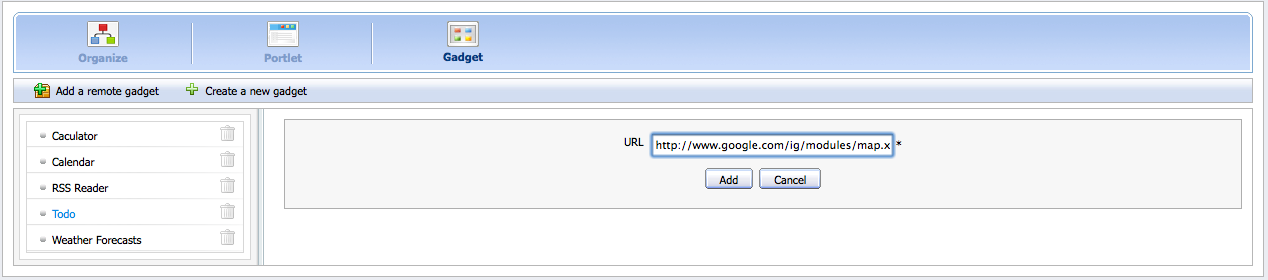 Organize
Portlet
Gadget
Add a remote gadget
Create a new gadget
Caculator
Calendar
RSS Reader
Todo
Weather Forecasts
URL http://www.google.com/ig/modules/map.x *
Add
Cancel